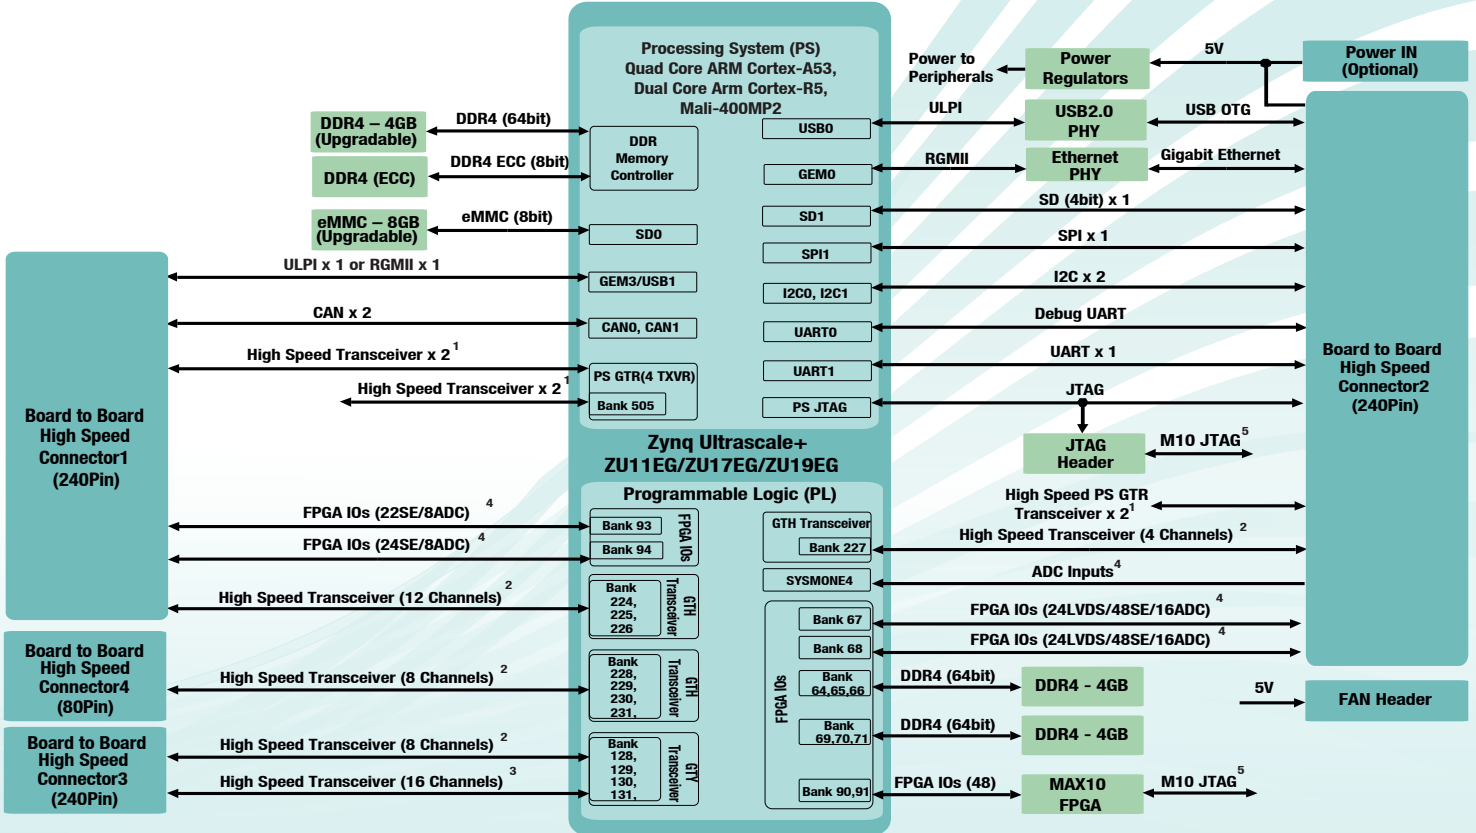 Processing System (PS)
Quad Core ARM Cortex-A53,
Dual Core Arm Cortex-R5,
Mali-400MP2
DDR4 – 4GB
(Upgradable)
DDR4 (64bit)
DDR4 (ECC)
DDR4 ECC (8bit)
DDR
Memory
Controller
eMMC – 8GB
(Upgradable)
eMMC (8bit)
SD0
ULPI x 1 or RGMII x 1
GEM3/USB1
CAN x 2
CAN0, CAN1
High Speed Transceiver x 2 1
High Speed Transceiver x 2 1
PS GTR(4 TXVR)
Bank 505
Board to Board
High Speed
Connector1
(240Pin)
USB0
GEM0
SD1
SPI1
I2C0, I2C1
UART0
UART1
PS JTAG
Power to
Peripherals
Power
Regulators
5V
Power IN
(Optional)
ULPI
USB2.0
PHY
USB OTG
RGMII
Ethernet
PHY
Gigabit Ethernet
SD (4bit) x 1
SPI x 1
I2C x 2
Debug UART
UART x 1
JTAG
JTAG
Header
M10 JTAG5
Board to Board
High Speed
Connector2
(240Pin)
Zynq Ultrascale+
ZU11EG/ZU17EG/ZU19EG
Programmable Logic (PL)
FPGA IOs (22SE/8ADC) 4
FPGA IOs (24SE/8ADC) 4
Bank 93
Bank 94
FPGA IOs
High Speed Transceiver (12 Channels) 2
Bank
224,
225,
226
GTH
Transceiver
Board to Board
High Speed
Connector4
(80Pin)
High Speed Transceiver (8 Channels) 2
Bank
228,
229,
230,
231,
GTH
Transceiver
Board to Board
High Speed
Connector3
(240Pin)
High Speed Transceiver (8 Channels) 2
High Speed Transceiver (16 Channels) 3
Bank
128,
129,
130,
131,
GTY
Transceiver
High Speed PS GTR
Transceiver x 21
GTH Transceiver
Bank 227
High Speed Transceiver (4 Channels) 2
SYSMONE4
ADC Inputs4
FPGA IOs
Bank 67
FPGA IOs (24LVDS/48SE/16ADC) 4
Bank 68
FPGA IOs (24LVDS/48SE/16ADC) 4
Bank
64,65,66
DDR4 (64bit)
DDR4 - 4GB
Bank
69,70,71
DDR4 (64bit)
DDR4 - 4GB
Bank 90,91
FPGA IOs (48)
MAX10
FPGA
M10 JTAG5
5V
FAN Header